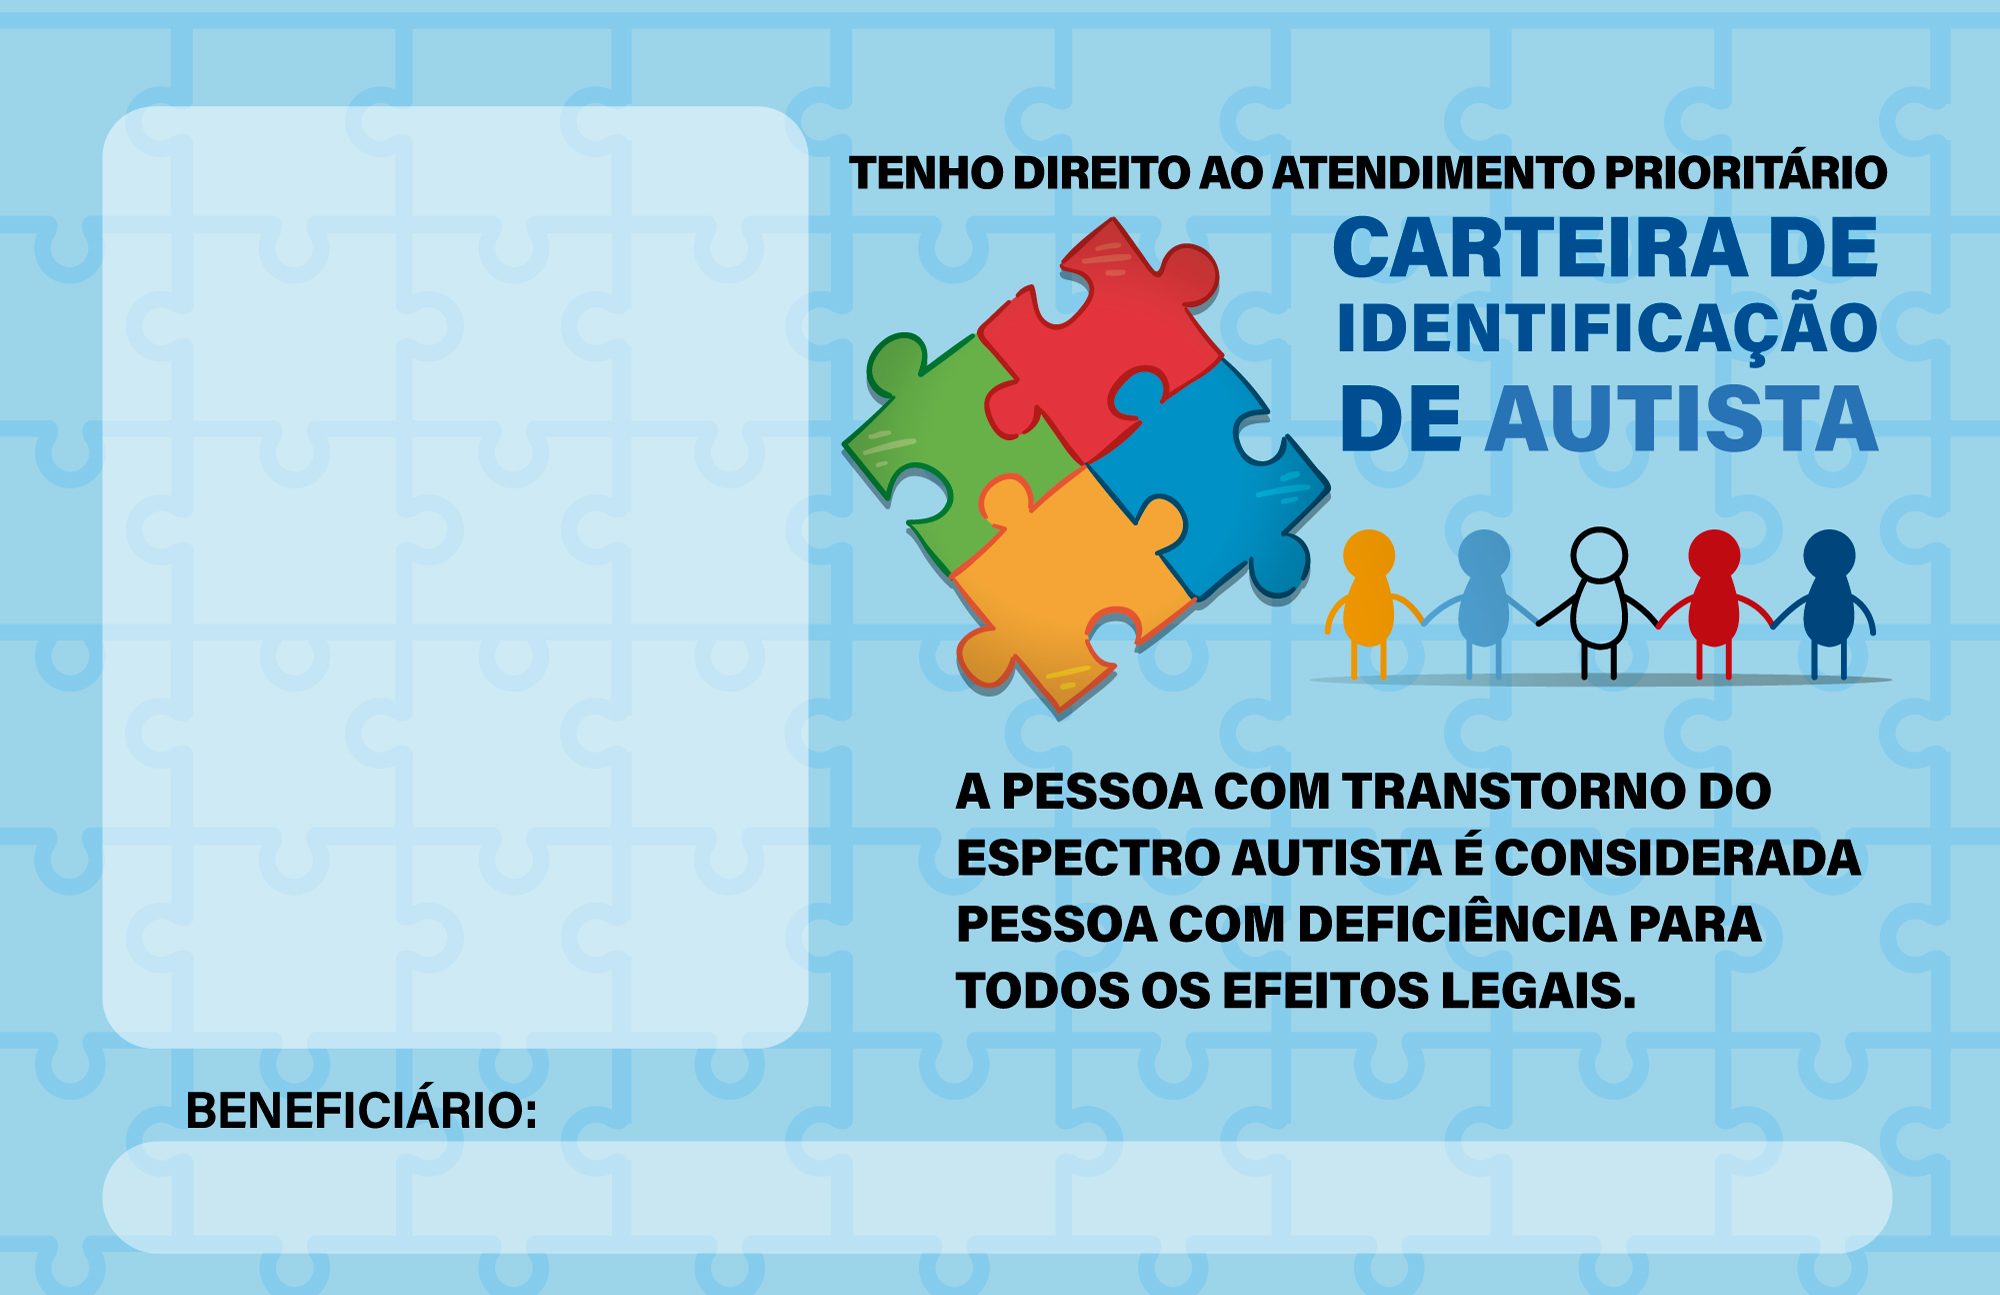 TENHO DIREITO AO ATENDIMENTO PRIORITÁRIO
CARTEIRA DE
IDENTIFICAÇÃO
DE AUTISTA
A PESSOA COM TRANSTORNO DO
ESPECTRO AUTISTA É CONSIDERADA
PESSOA COM DEFICIÊNCIA PARA
TODOS OS EFEITOS LEGAIS.
BENEFICIÁRIO: